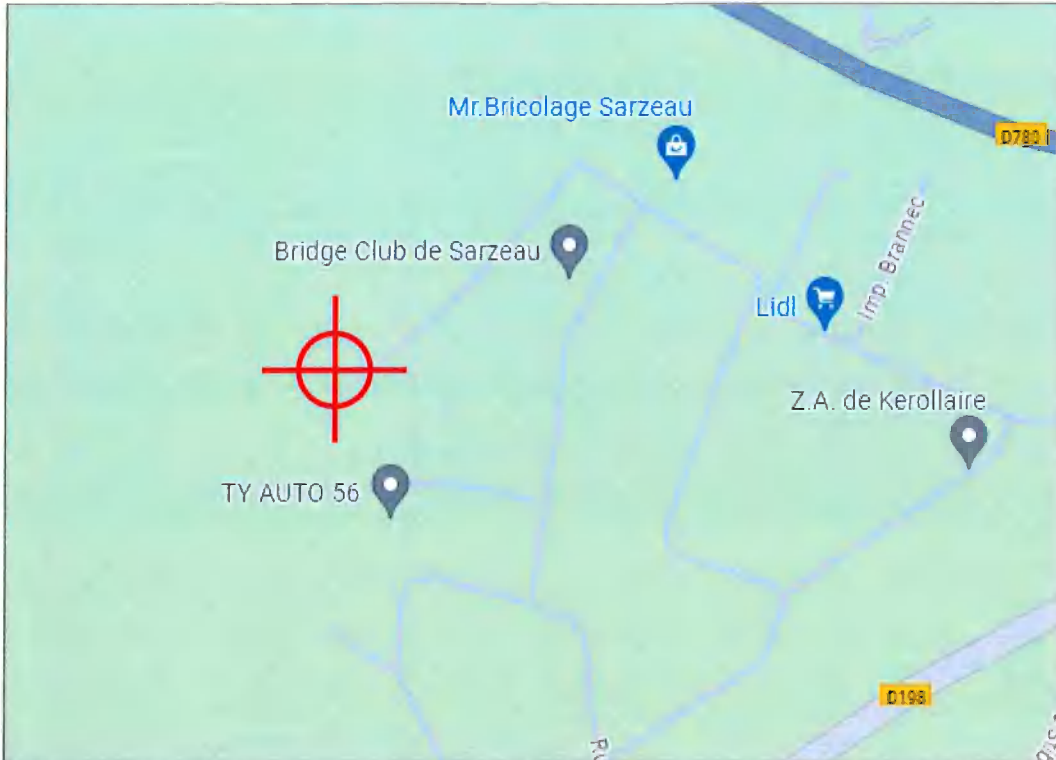 Mr.Bricolage Sarzeau
D780
Imp. Brannec
Bridge Club de Sarzeau
Lidl
Z.A. de Kerollaire
TY AUTO 56
D198